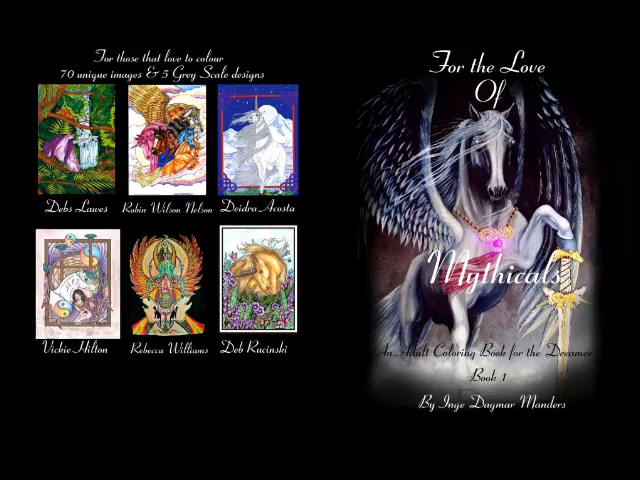 For those that love to colour
70 unique images & 5 Grey Scale designs
Debs Lawes
Robin Wilson Nelson
Deidra Acosta
Vickie Hilton
Rebecca Williams
Deb Rucinski
For the Love
Of
Mythicals
An Adult Coloring Book for the Dreamer
Book 1
By Inge Dagmar Manders